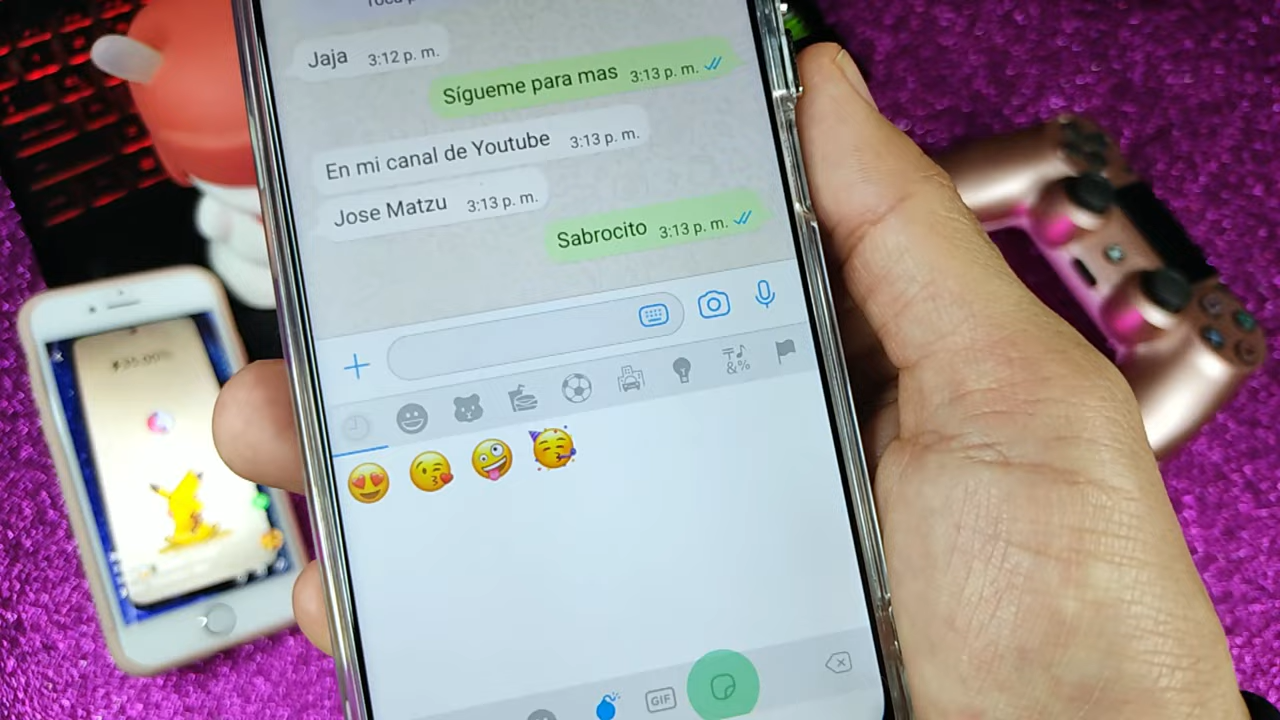 Jaja 3:12 p. m.
Sígueme para mas 3:13 p. m.
En mi canal de Youtube 3:13 p. m.
Jose Matzu 3:13 p. m.
Sabrocito 3:13 p. m.
&%
GIF